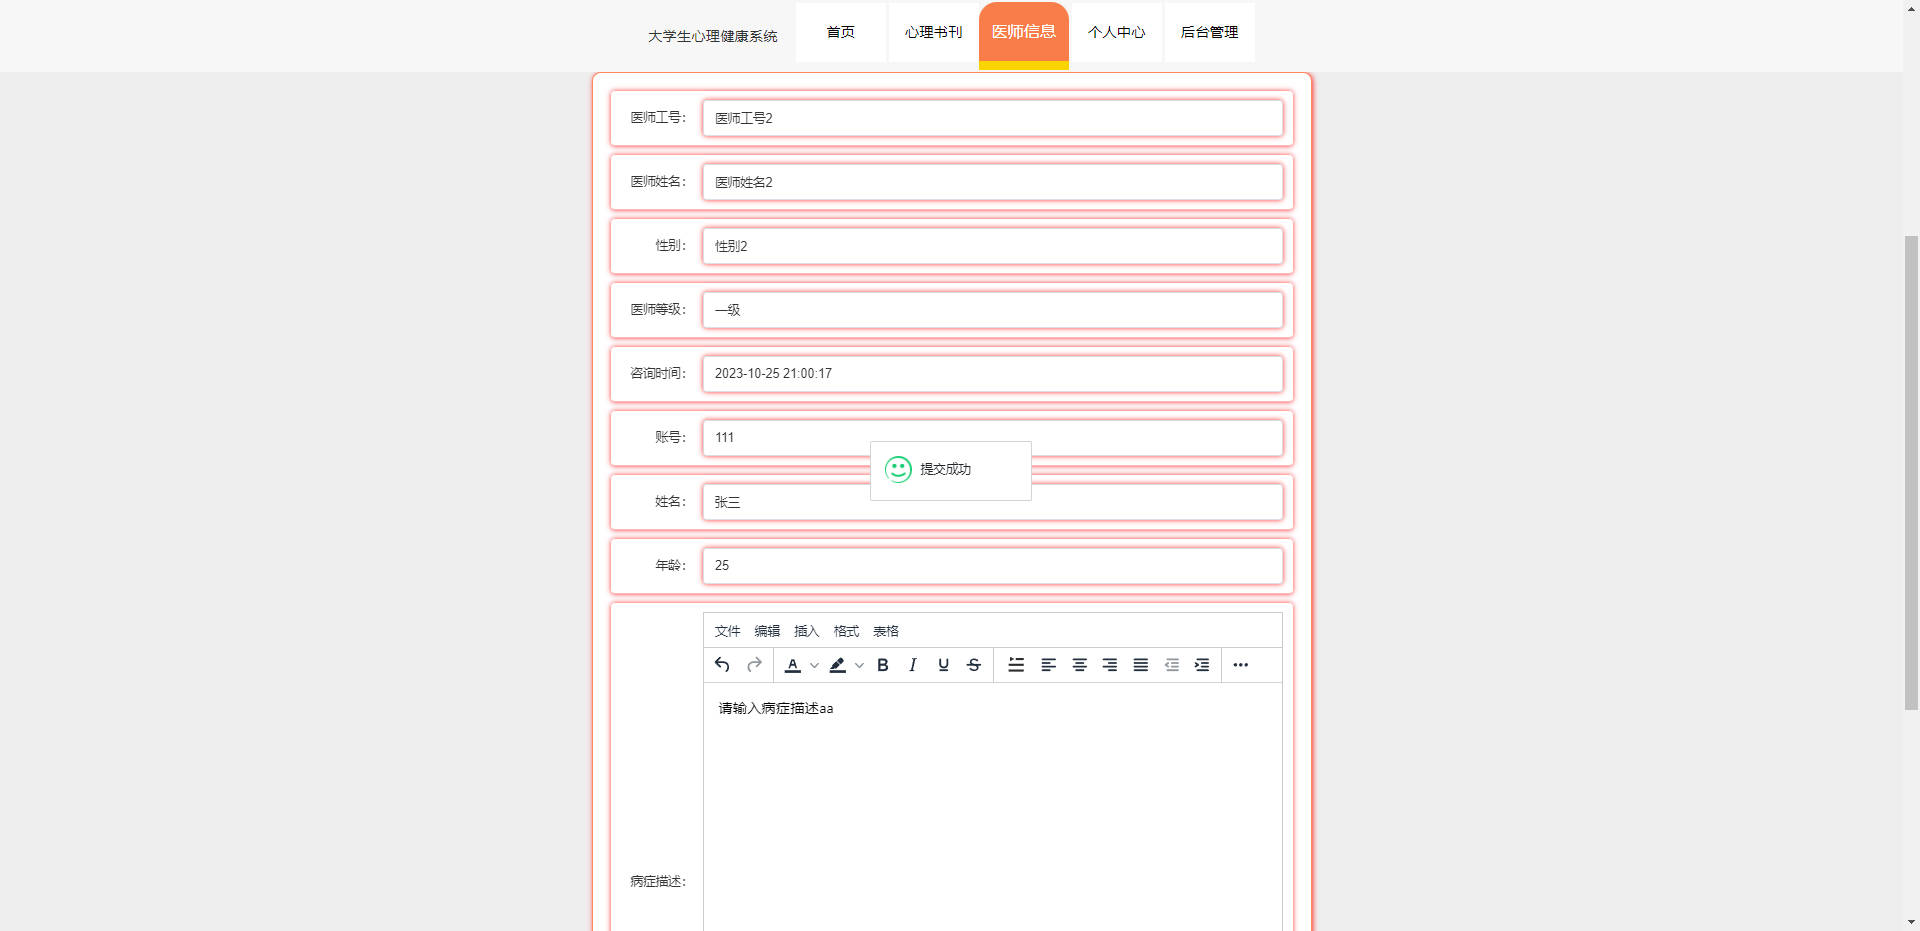 大学生心理健康系统
首页
心理书刊
医师信息
个人中心
后台管理
医师工号： 医师工号2
医师姓名： 医师姓名2
性别： 性别2
医师等级： 一级
咨询时间： 2023-10-25 21:00:17
账号： 111
提交成功
姓名： 张三
年龄： 25
文件 编辑 插入 格式 表格
请输入病症描述aa
病症描述：